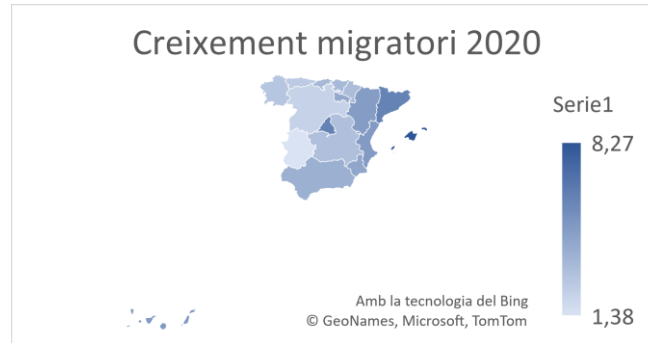 Creixement migratori 2020
Serie1
8,27
1,38
Amb la tecnologia del Bing
© GeoNames, Microsoft, TomTom